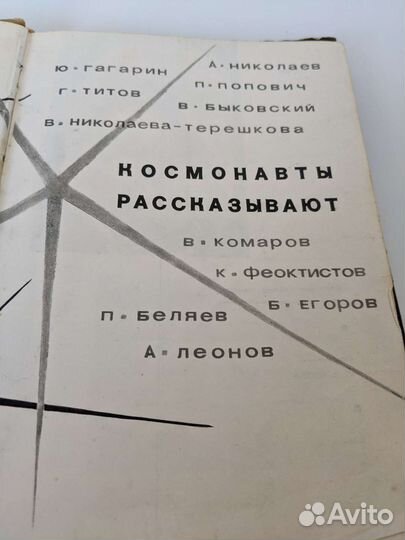 Ю. ГАГАРИН А. НИКОЛАЕВ
Г. ТИТОВ П. ПОПОВИЧ
В. БЫКОВСКИЙ
В. НИКОЛАЕВА-ТЕРЕШКОВА
КОСМОНАВТЫ
РАССКАЗЫВАЮТ
В. КОМАРОВ
К. ФЕОКТИСТОВ
Б. ЕГОРОВ
П. БЕЛЯЕВ
А. ЛЕОНОВ
Avito